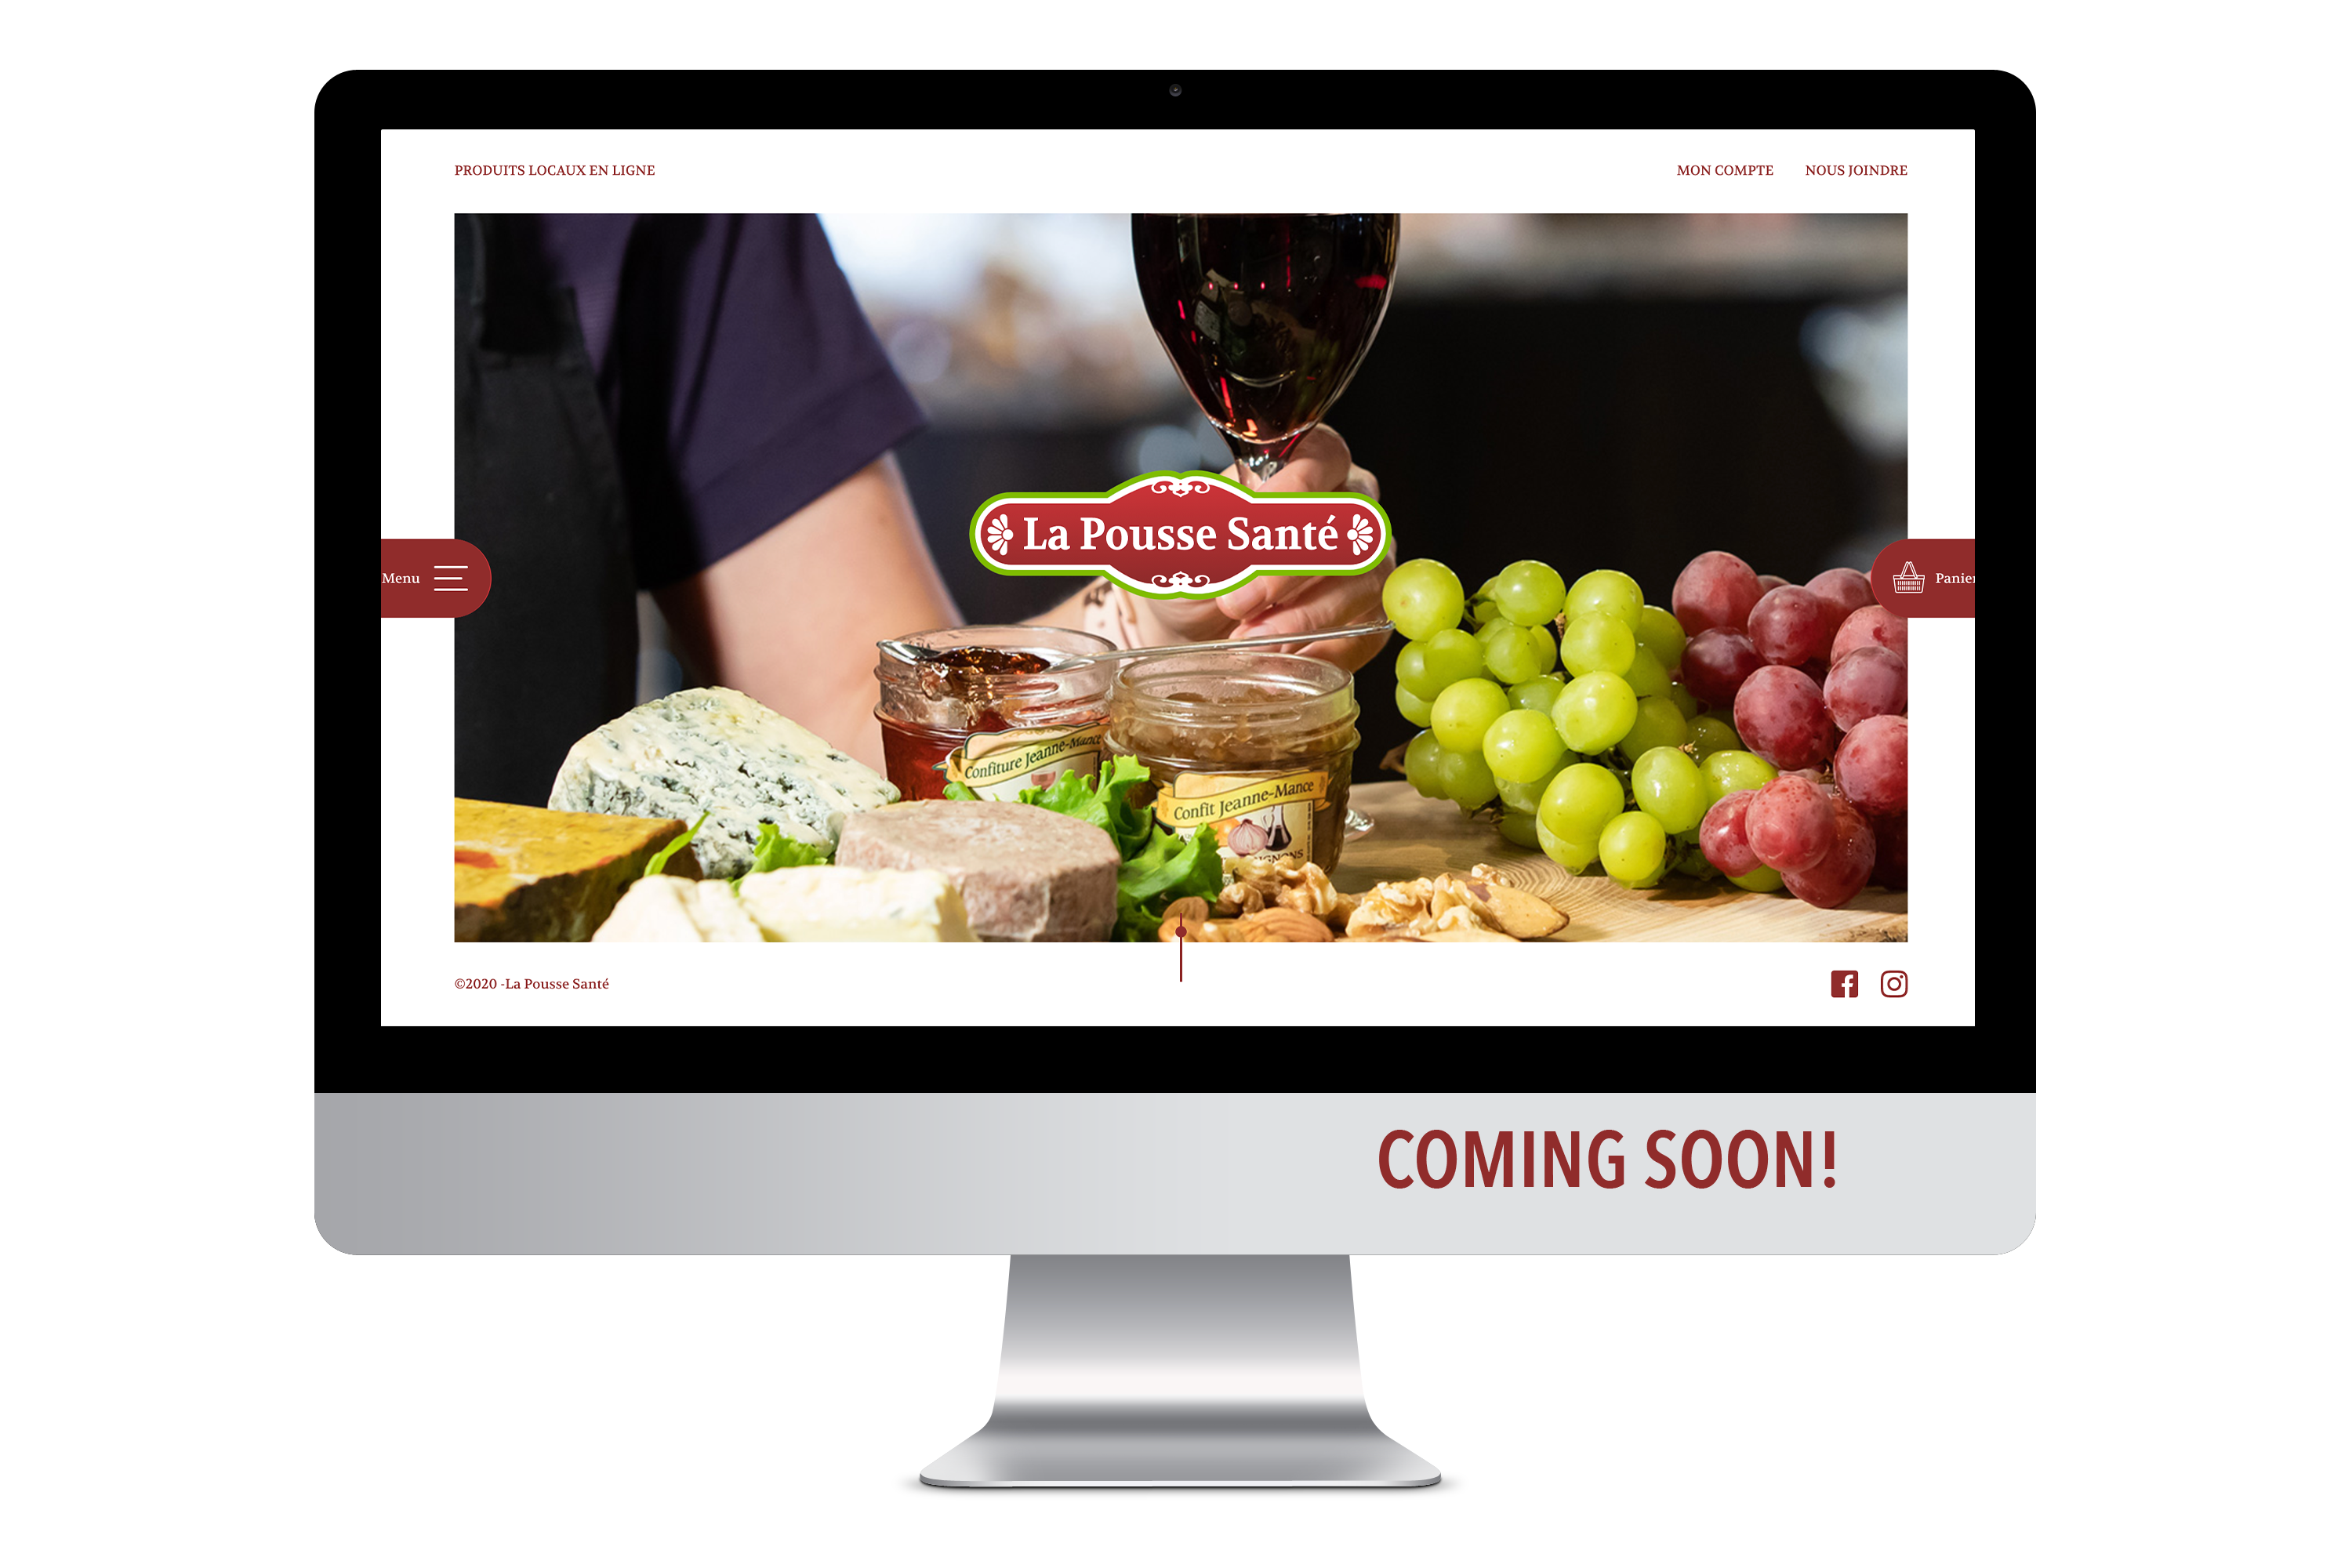 PRODUITS LOCAUX EN LIGNE
MON COMPTE
NOUS JOINDRE
La Pousse Santé
Menu
Panier
Confiture Jeanne-Mance
Confit Jeanne-Mance
©2020 -La Pousse Santé
COMING SOON!